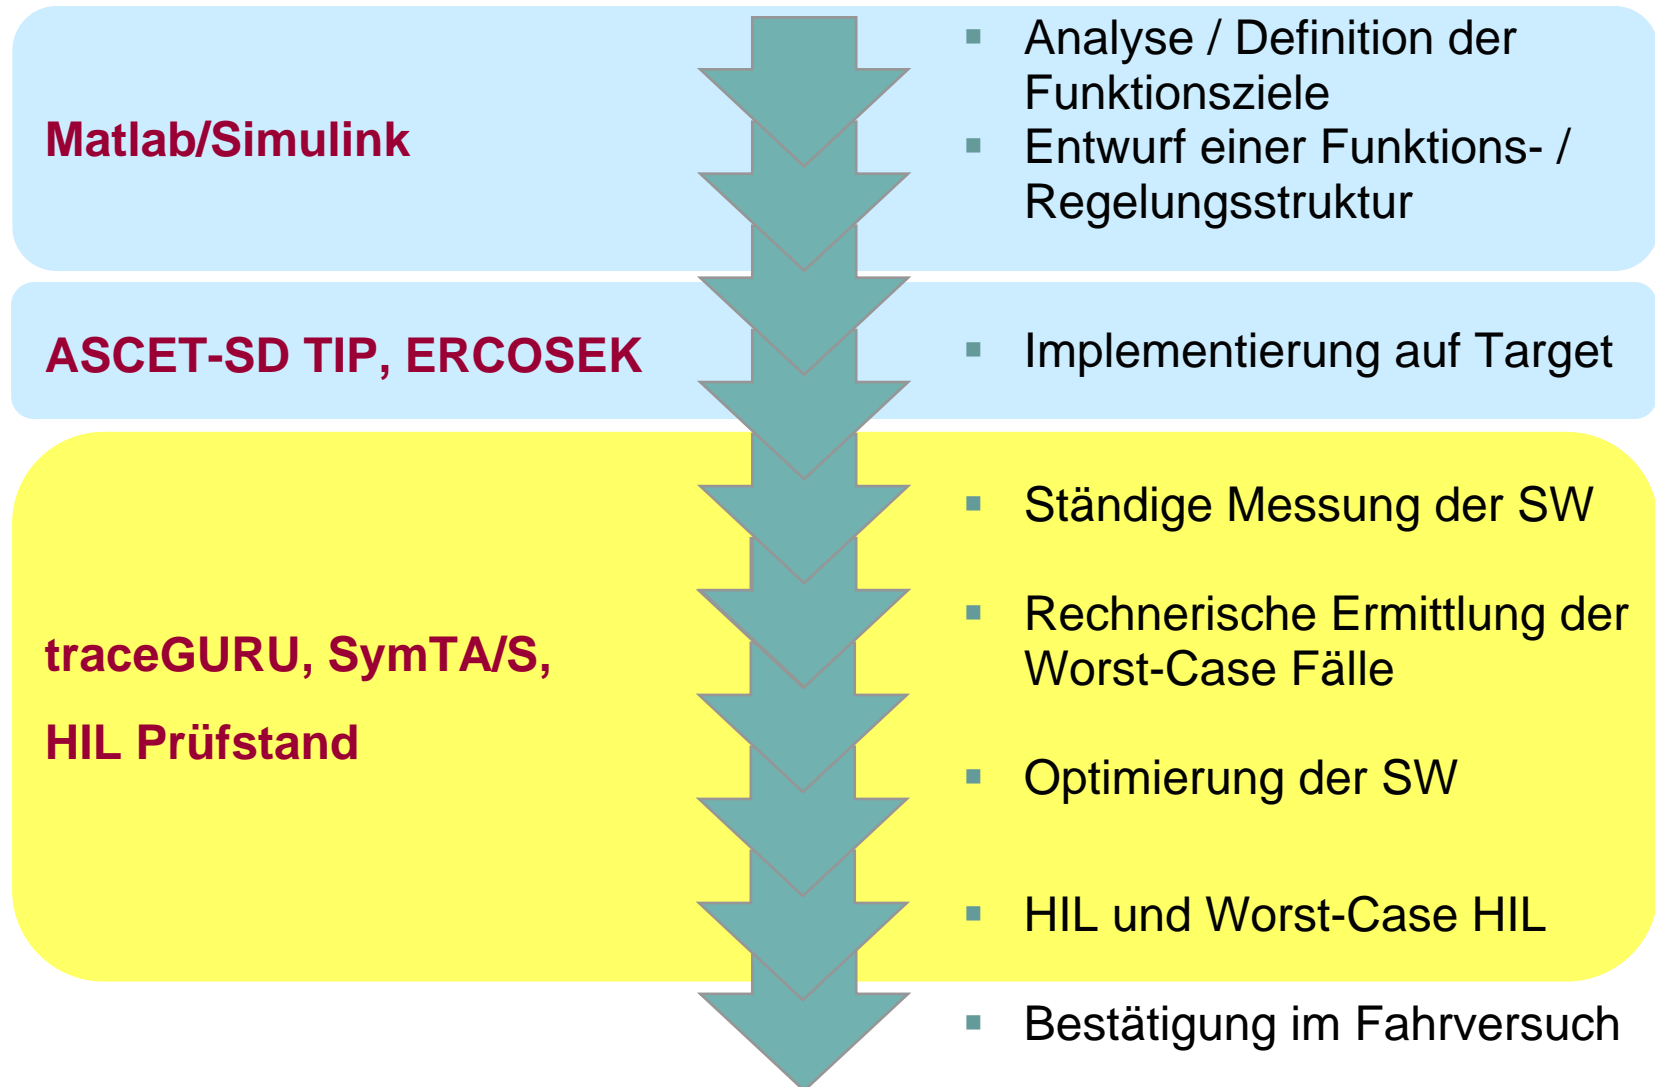 Matlab/Simulink
Analyse / Definition der
Funktionsziele
Entwurf einer Funktions- /
Regelungsstruktur
ASCET-SD TIP, ERCOSEK
Implementierung auf Target
traceGURU, SymTA/S,
HIL Prüfstand
Ständige Messung der SW
Rechnerische Ermittlung der
Worst-Case Fälle
Optimierung der SW
HIL und Worst-Case HIL
Bestätigung im Fahrversuch